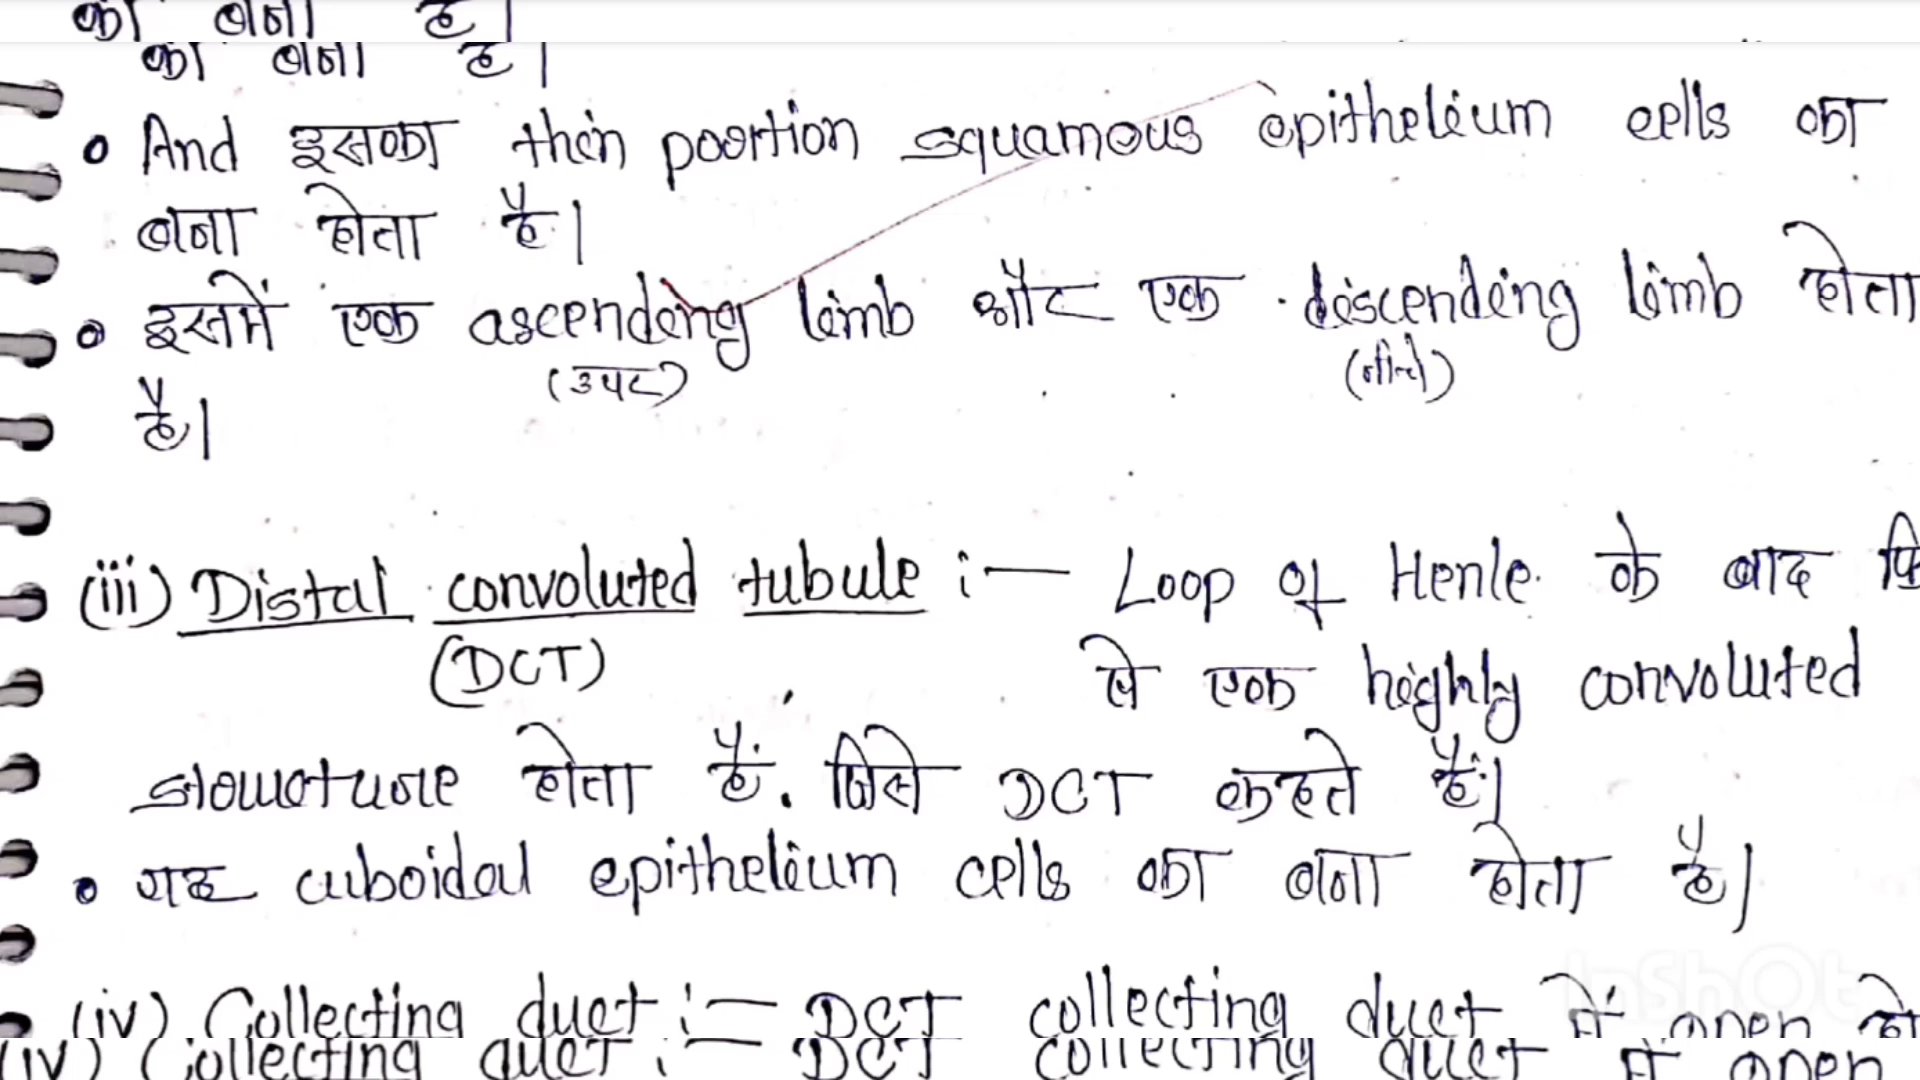 का बना है।
का बना है।
• And इसका thin portion squamous epithelium cells का
बना होता है।
• इसमें एक ascending limb और एक descending limb होता
(उपर) (नीचे)
है।
(iii) Distal convoluted tubule :— Loop of Henle के बाद फि
(DCT) से एक highly convoluted
structure होता है. जिसे DCT कहते हैं।
• यह cuboidal epithelium cells का बना होता है।
InShOt
(iv) Collecting duct :— DCT collecting duct में open हो
(iv) Collecting duct :— DCT collecting duct में open